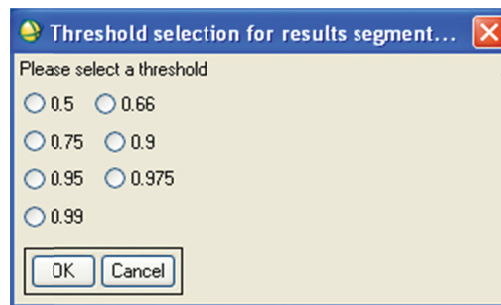 Threshold selection for results segment...
Please select a threshold
0.5 0.66
0.75 0.9
0.95 0.975
0.99
OK Cancel